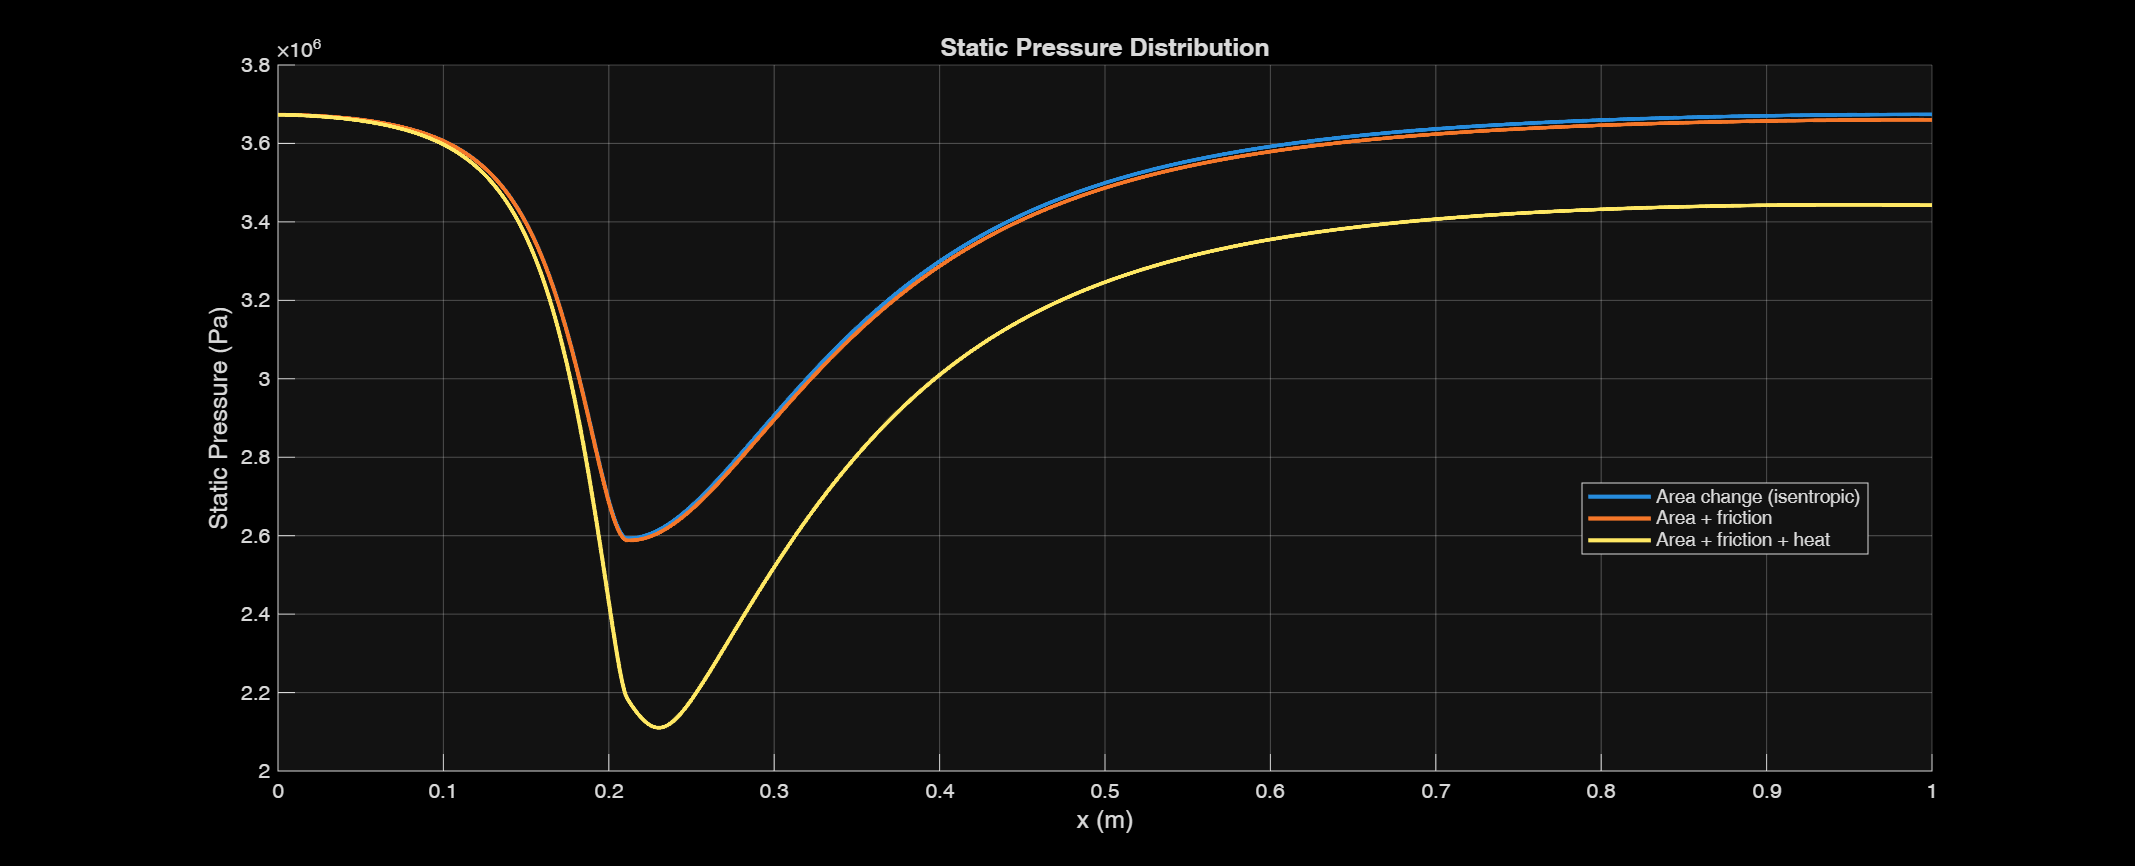 Static Pressure Distribution
×10⁶
3.8
3.6
3.4
3.2
3
2.8
2.6
2.4
2.2
2
Static Pressure (Pa)
Area change (isentropic)
Area + friction
Area + friction + heat
0 0.1 0.2 0.3 0.4 0.5 0.6 0.7 0.8 0.9 1
x (m)